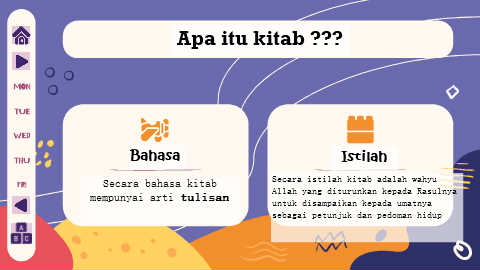 Apa itu kitab ???
MON
TUE
WED
THU
FRI
A
B C
Bahasa
Secara bahasa kitab
mempunyai arti tulisan
Istilah
Secara istilah kitab adalah wahyu
Allah yang diturunkan kepada Rasulnya
untuk disampaikan kepada umatnya
sebagai petunjuk dan pedoman hidup